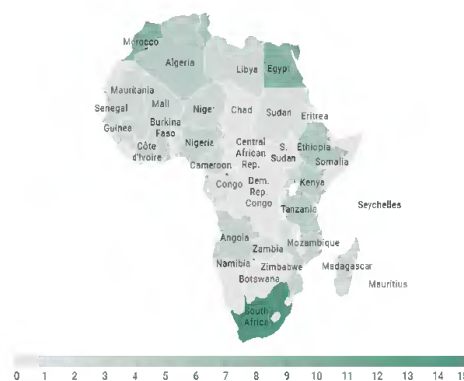 Morocco
Algeria
Libya
Egypt
Mauritania
Senegal
Mali
Niger
Chad
Sudan
Eritrea
Guinea
Burkina
Faso
Nigeria
Côte
d'Ivoire
Central
African
Rep.
S.
Sudan
Ethiopia
Somalia
Cameroon
Congo
Dem.
Rep.
Congo
Kenya
Tanzania
Seychelles
Angola
Zambia
Mozambique
Namibia
Zimbabwe
Madagascar
Botswana
Mauritius
South
Africa
0 1 2 3 4 5 6 7 8 9 10 11 12 13 14 15